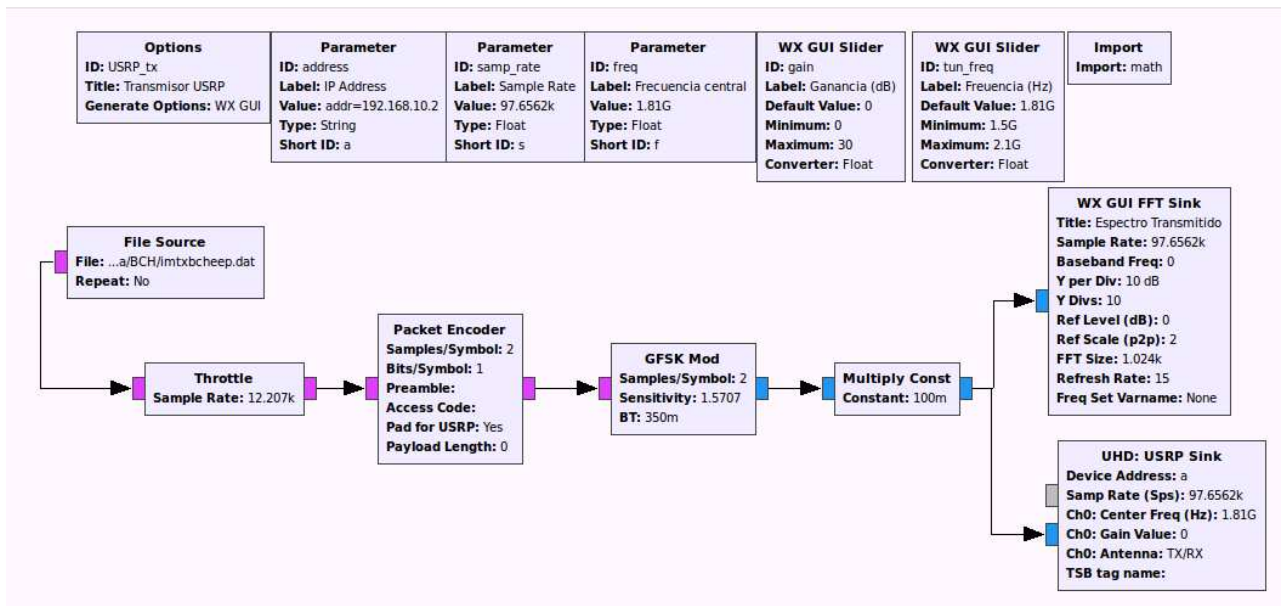 Options
ID: USRP_tx
Title: Transmisor USRP
Generate Options: WX GUI
Parameter
ID: address
Label: IP Address
Value: addr=192.168.10.2
Type: String
Short ID: a
Parameter
ID: samp_rate
Label: Sample Rate
Value: 97.6562k
Type: Float
Short ID: s
Parameter
ID: freq
Label: Frecuencia central
Value: 1.81G
Type: Float
Short ID: f
WX GUI Slider
ID: gain
Label: Ganancia (dB)
Default Value: 0
Minimum: 0
Maximum: 30
Converter: Float
WX GUI Slider
ID: tun_freq
Label: Freuencia (Hz)
Default Value: 1.81G
Minimum: 1.5G
Maximum: 2.1G
Converter: Float
Import
Import: math
File Source
File: ...a/BCH/imtxbcheep.dat
Repeat: No
Throttle
Sample Rate: 12.207k
Packet Encoder
Samples/Symbol: 2
Bits/Symbol: 1
Preamble:
Access Code:
Pad for USRP: Yes
Payload Length: 0
GFSK Mod
Samples/Symbol: 2
Sensitivity: 1.5707
BT: 350m
Multiply Const
Constant: 100m
WX GUI FFT Sink
Title: Espectro Transmítido
Sample Rate: 97.6562k
Baseband Freq: 0
Y per Div: 10 dB
Y Divs: 10
Ref Level (dB): 0
Ref Scale (p2p): 2
FFT Size: 1.024k
Refresh Rate: 15
Freq Set Varname: None
UHD: USRP Sink
Device Address: a
Samp Rate (Sps): 97.6562k
Ch0: Center Freq (Hz): 1.81G
Ch0: Gain Value: 0
Ch0: Antenna: TX/RX
TSB tag name: